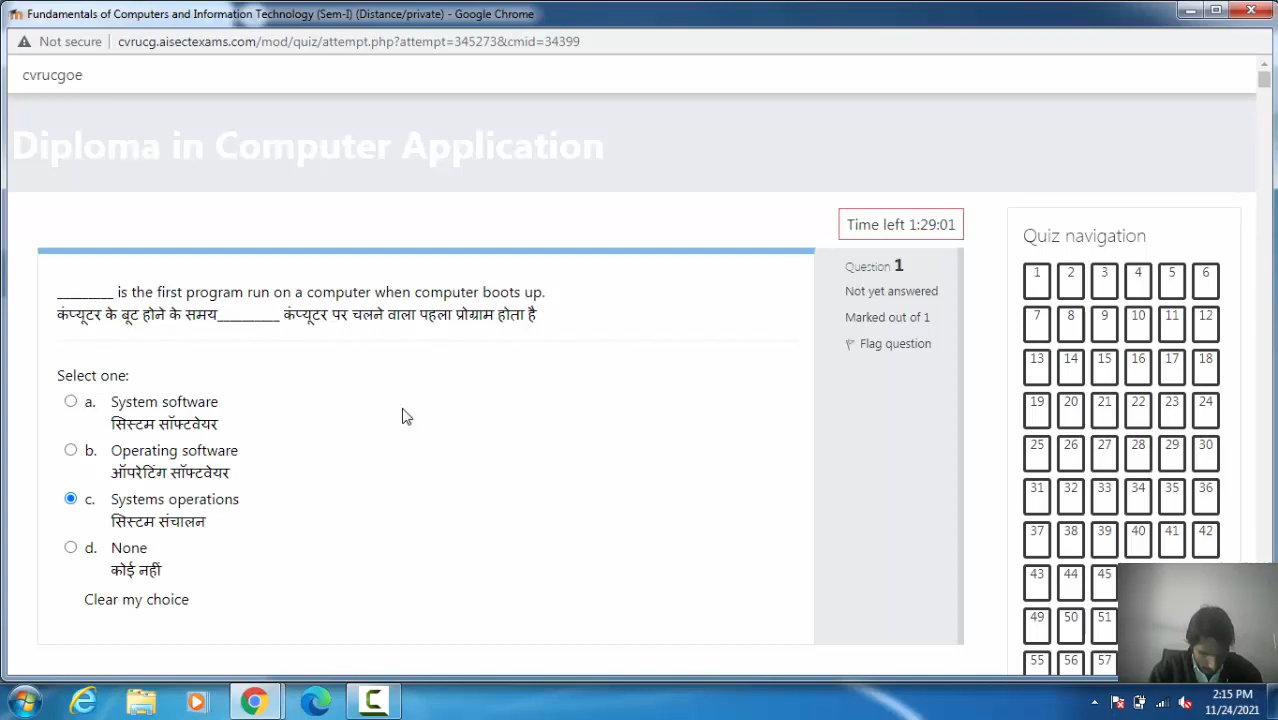 Fundamentals of Computers and Information Technology (Sem-I) (Distance/private) - Google Chrome
Not secure | cvrucg.aisectexams.com/mod/quiz/attempt.php?attempt=345273&cmid=34399
cvrucgoe
Diploma in Computer Application
Time left 1:29:01
_________ is the first program run on a computer when computer boots up.
कंप्यूटर के बूट होने के समय__________ कंप्यूटर पर चलने वाला पहला प्रोग्राम होता है
Select one:
a. System software
सिस्टम सॉफ्टवेयर
b. Operating software
ऑपरेटिंग सॉफ्टवेयर
c. Systems operations
सिस्टम संचालन
d. None
कोई नहीं
Clear my choice
Question 1
Not yet answered
Marked out of 1
Flag question
Quiz navigation
1 2 3 4 5 6
7 8 9 10 11 12
13 14 15 16 17 18
19 20 21 22 23 24
25 26 27 28 29 30
31 32 33 34 35 36
37 38 39 40 41 42
43 44 45
49 50 51
55 56 57
2:15 PM
11/24/2021